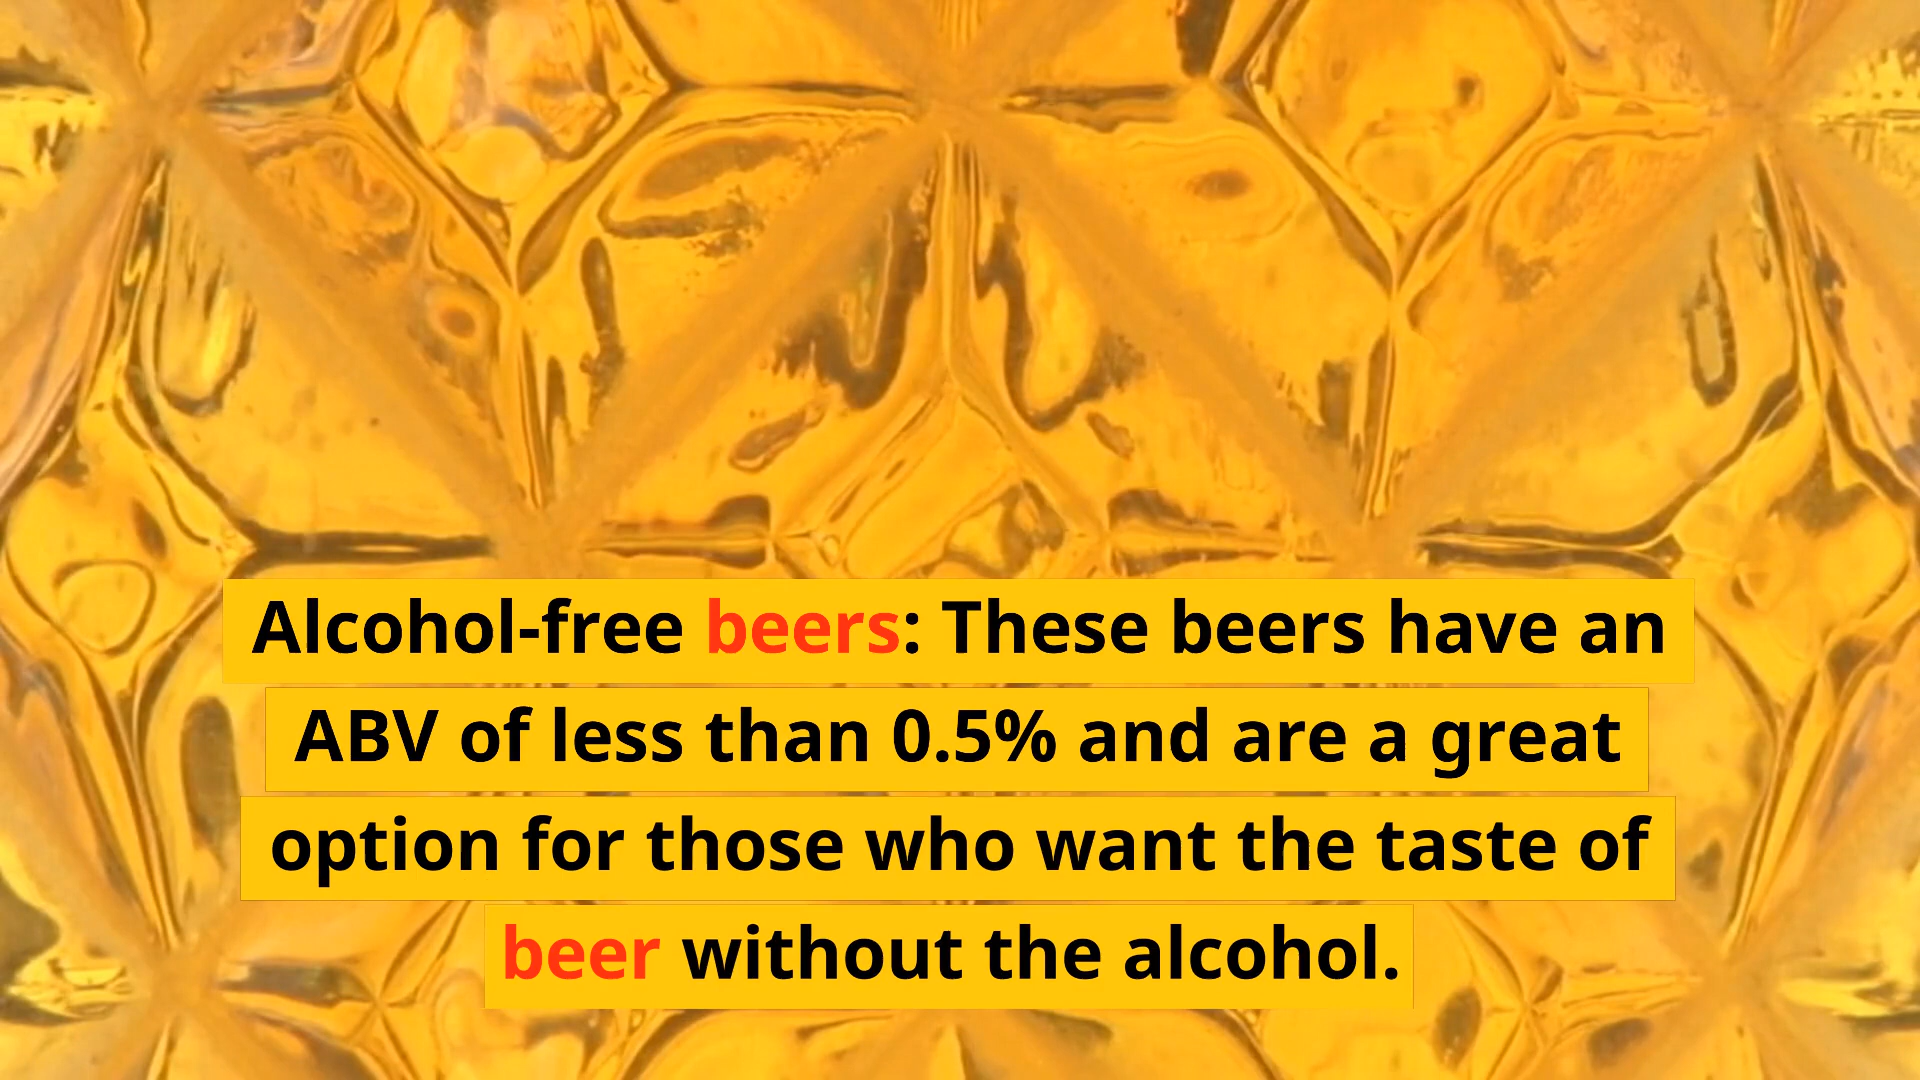 Alcohol-free beers: These beers have an
ABV of less than 0.5% and are a great
option for those who want the taste of
beer without the alcohol.